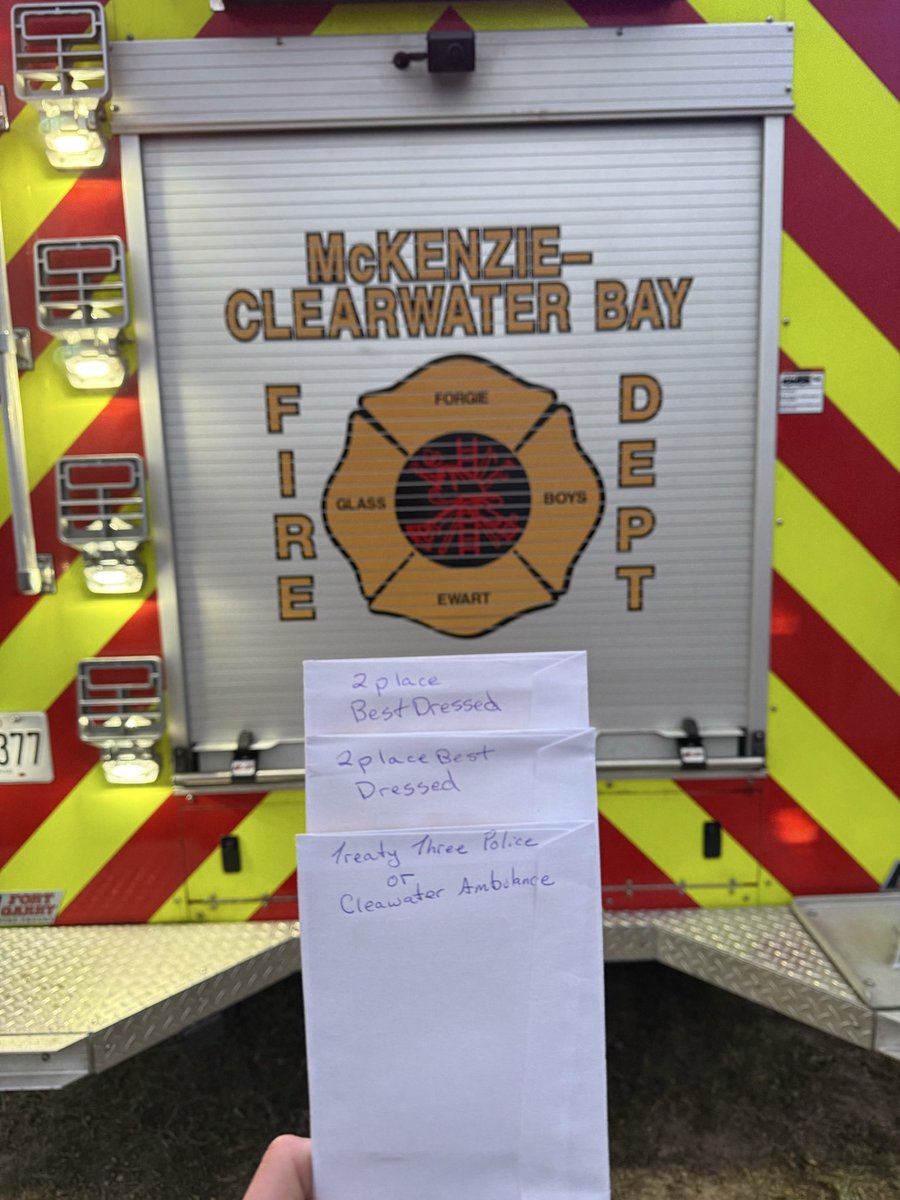 McKENZIE–
CLEARWATER BAY
FIRE
DEPT
FORGIE
GLASS
BOYS
EWART
377
FORT
GARRY
2 place
Best Dressed
2 place Best
Dressed
Treaty Three Police
or
Cleawater Ambulance